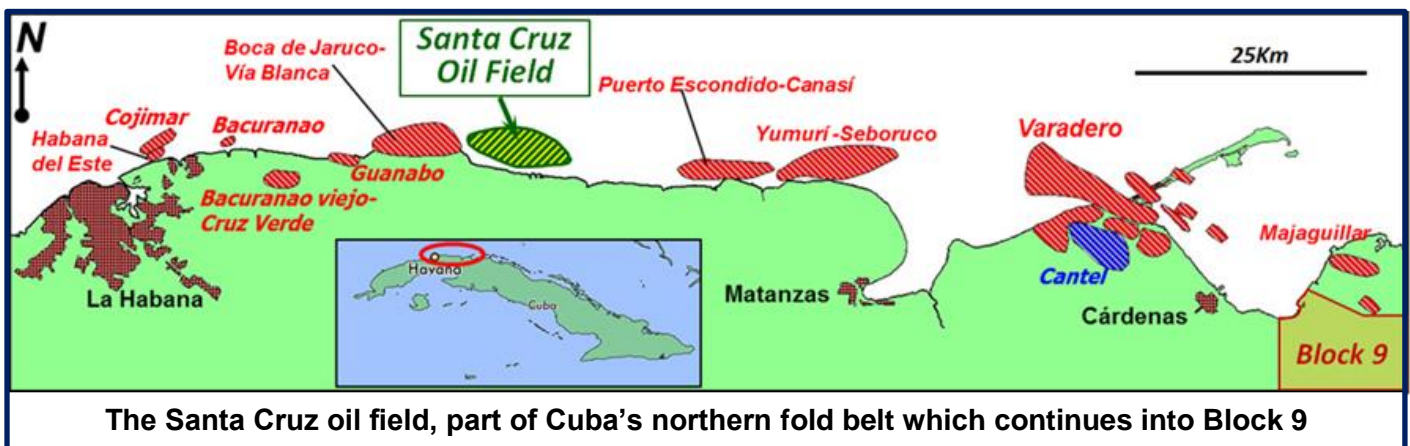 N
Santa Cruz
Oil Field
Boca de Jaruco-
Vía Blanca
25Km
Puerto Escondido-Canasí
Cojimar
Bacuranao
Habana
del Este
Yumurí -Seboruco
Varadero
Guanabo
Bacuranao viejo-
Cruz Verde
Majaguillar
Havana
Cuba
km
La Habana
Matanzas
Cantel
Cárdenas
Block 9
The Santa Cruz oil field, part of Cuba’s northern fold belt which continues into Block 9